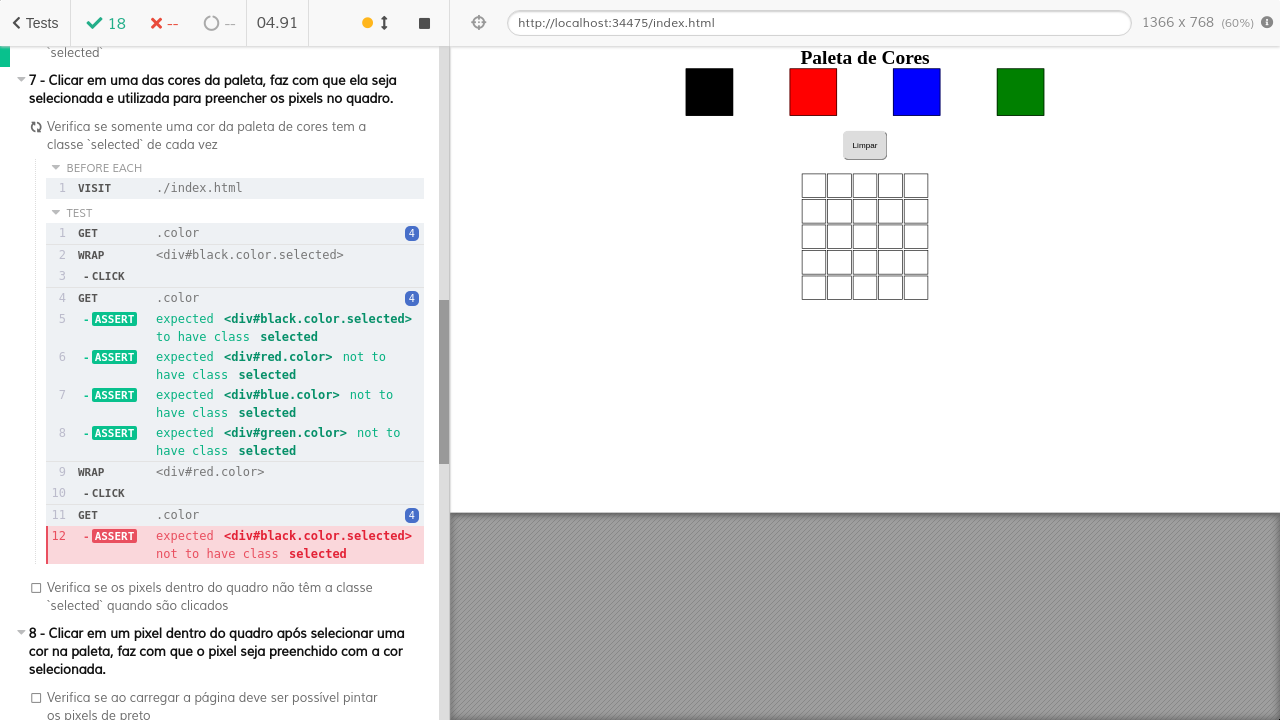 Tests
18
--
--
04.91
http://localhost:34475/index.html
1366 x 768 (60%)
`selected`
7 - Clicar em uma das cores da paleta, faz com que ela seja
selecionada e utilizada para preencher os pixels no quadro.
Verifica se somente uma cor da paleta de cores tem a
classe `selected` de cada vez
BEFORE EACH
1 VISIT ./index.html
TEST
1 GET .color 4
2 WRAP <div#black.color.selected>
3 -CLICK
4 GET .color 4
5 -ASSERT expected <div#black.color.selected>
to have class selected
6 -ASSERT expected <div#red.color> not to
have class selected
7 -ASSERT expected <div#blue.color> not to
have class selected
8 -ASSERT expected <div#green.color> not to
have class selected
9 WRAP <div#red.color>
10 -CLICK
11 GET .color 4
12 -ASSERT expected <div#black.color.selected>
not to have class selected
Verifica se os pixels dentro do quadro não têm a classe
`selected` quando são clicados
8 - Clicar em um pixel dentro do quadro após selecionar uma
cor na paleta, faz com que o pixel seja preenchido com a cor
selecionada.
Verifica se ao carregar a página deve ser possível pintar
os pixels de preto
Paleta de Cores
Limpar